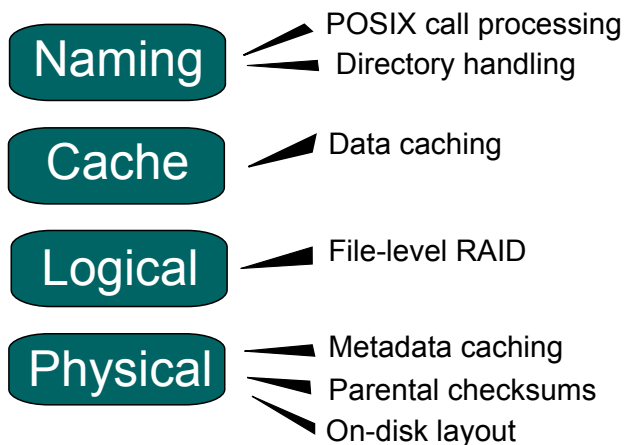 Naming
POSIX call processing
Directory handling
Cache
Data caching
Logical
File-level RAID
Physical
Metadata caching
Parental checksums
On-disk layout